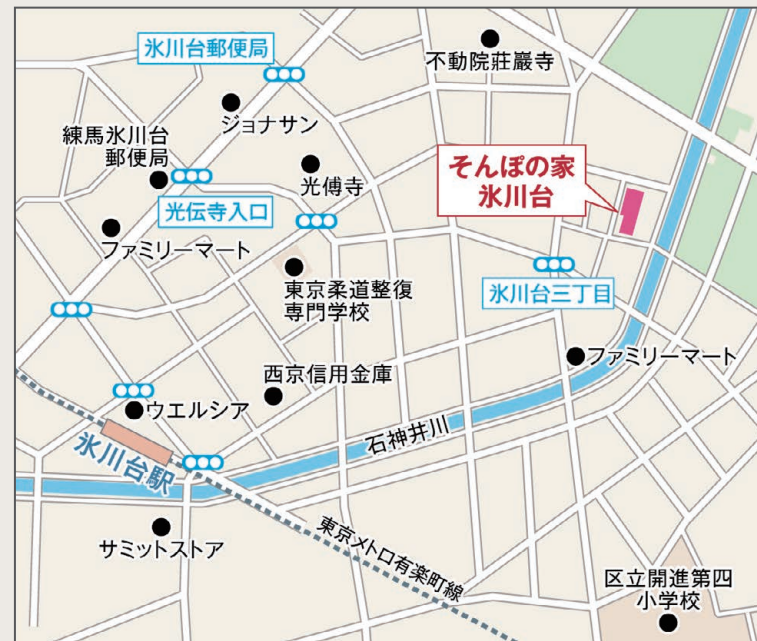 氷川台郵便局
不動院荘巌寺
ジョナサン
練馬氷川台
郵便局
光傳寺
そんぽの家
氷川台
光伝寺入口
ファミリーマート
東京柔道整復
専門学校
氷川台三丁目
ファミリーマート
西京信用金庫
ウエルシア
石神井川
氷川台駅
サミットストア
東京メトロ有楽町線
区立開進第四
小学校